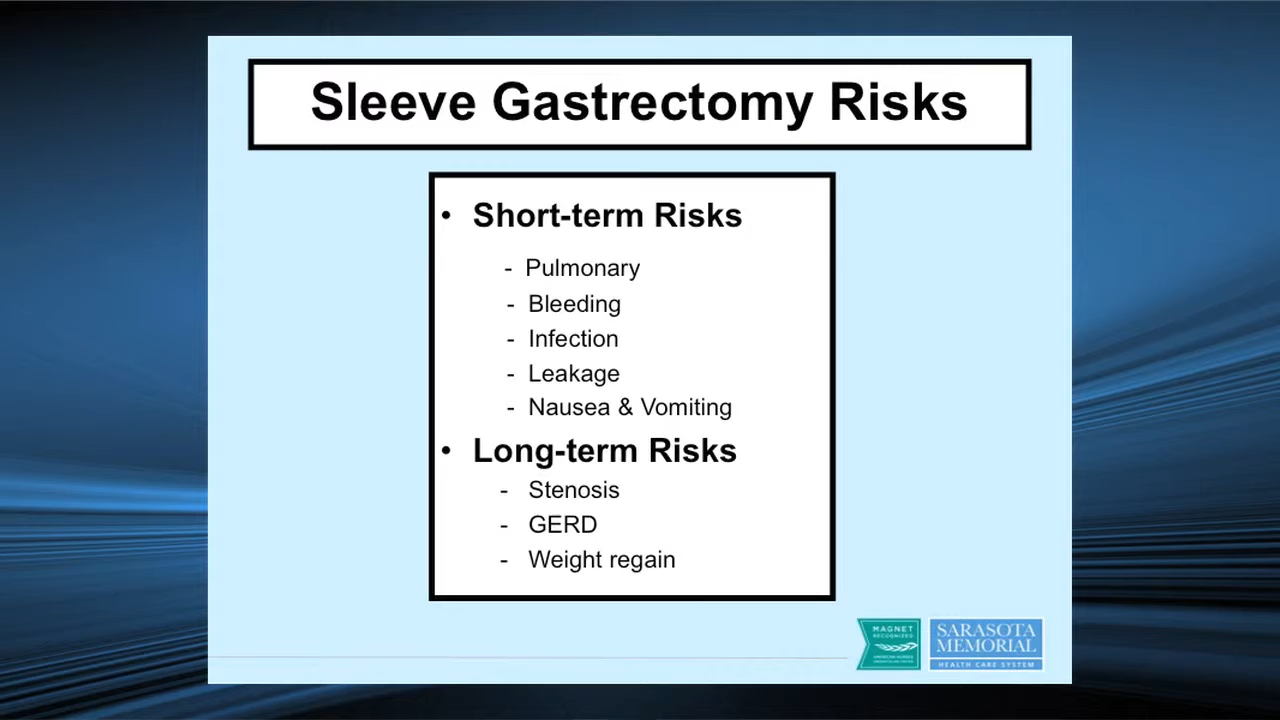 Sleeve Gastrectomy Risks
• Short-term Risks
- Pulmonary
- Bleeding
- Infection
- Leakage
- Nausea & Vomiting
• Long-term Risks
- Stenosis
- GERD
- Weight regain
MAGNET
RECOGNIZED
SARASOTA
MEMORIAL
HEALTH CARE SYSTEM